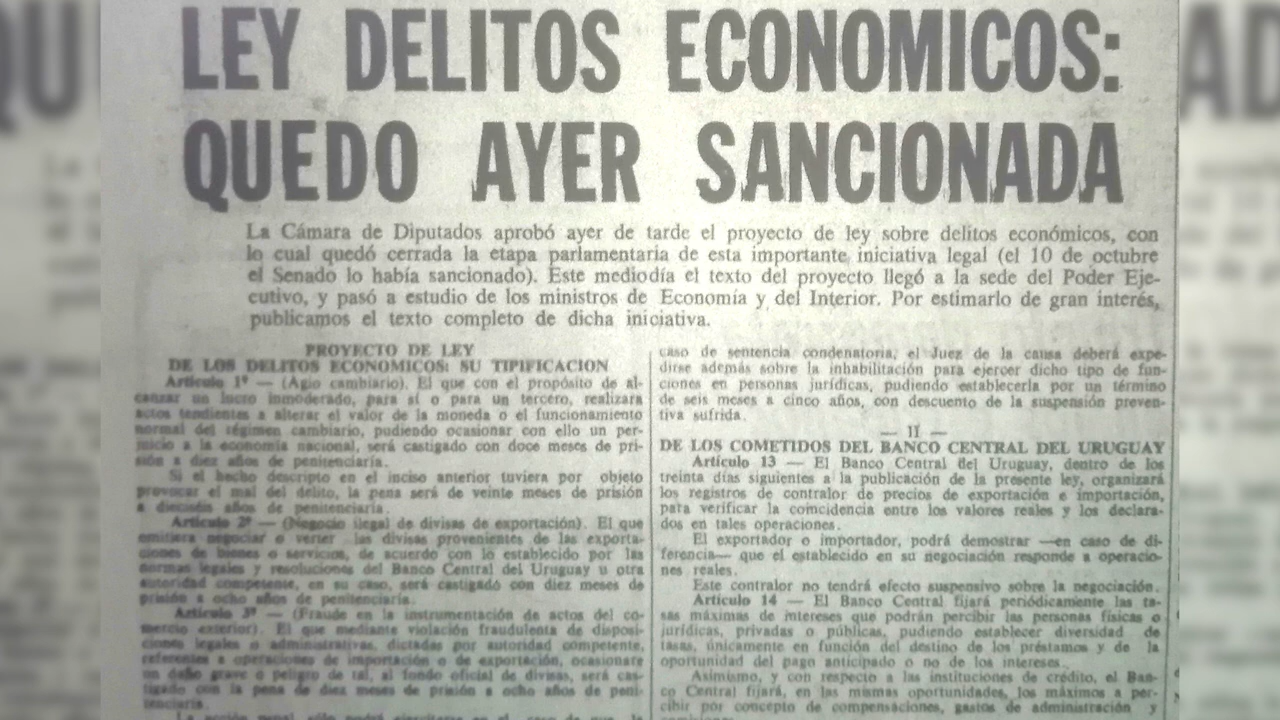 LEY DELITOS ECONOMICOS:
QUEDO AYER SANCIONADA
La Cámara de Diputados aprobó ayer de tarde el proyecto de ley sobre delitos económicos, con
lo cual quedó cerrada la etapa parlamentaria de esta importante iniciativa legal (el 10 de octubre
el Senado lo había sancionado). Este mediodía el texto del proyecto llegó a la sede del Poder Eje-
cutivo, y pasó a estudio de los ministros de Economía y del Interior. Por estimarlo de gran interés,
publicamos el texto completo de dicha iniciativa.
PROYECTO DE LEY
DE LOS DELITOS ECONOMICOS: SU TIPIFICACION
Artículo 1º — (Agio cambiario). El que con el propósito de al-
canzar un lucro inmoderado, para sí o para un tercero, realizara
actos tendientes a alterar el valor de la moneda o el funcionamiento
normal del régimen cambiario, pudiendo ocasionar con ello un per-
juicio a la economía nacional, será castigado con doce meses de pri-
sión a diez años de penitenciaría.
Si el hecho descripto en el inciso anterior tuviera por objeto
provocar el mal del delito, la pena será de veinte meses de prisión
a dieciséis años de penitenciaría.
Artículo 2º — (Negocio ilegal de divisas de exportación). El que
omitiera negociar o verter las divisas provenientes de las exporta-
ciones de bienes o servicios, de acuerdo con lo establecido por las
normas legales y resoluciones del Banco Central del Uruguay u otra
autoridad competente, en su caso, será castigado con diez meses de
prisión a ocho años de penitenciaría.
Artículo 3º — (Fraude en la instrumentación de actos del co-
mercio exterior). El que mediante violación fraudulenta de disposi-
ciones legales o administrativas, dictadas por autoridad competente,
referentes a operaciones de importación o de exportación, ocasionare
un daño grave o peligro de tal, al fondo oficial de divisas, será cas-
tigado con la pena de diez meses de prisión a ocho años de peni-
tenciaría.
caso de sentencia condenatoria, el Juez de la causa deberá expe-
dirse además sobre la inhabilitación para ejercer dicho tipo de fun-
ciones en personas jurídicas, pudiendo establecerla por un término
de seis meses a cinco años, con descuento de la suspensión preven-
tiva sufrida.
— II —
DE LOS COMETIDOS DEL BANCO CENTRAL DEL URUGUAY
Artículo 13 — El Banco Central del Uruguay, dentro de los
treinta días siguientes a la publicación de la presente ley, organizará
los registros de contralor de precios de exportación e importación,
para verificar la coincidencia entre los valores reales y los declara-
dos en tales operaciones.
El exportador o importador, podrá demostrar —en caso de di-
ferencia— que el establecido en su negociación responde a operacio-
nes reales.
Este contralor no tendrá efecto suspensivo sobre la negociación.
Artículo 14 — El Banco Central fijará periódicamente las ta-
sas máximas de intereses que podrán percibir las personas físicas o
jurídicas, privadas o públicas, pudiendo establecer diversidad de
tasas, únicamente en función del destino de los préstamos y de la
oportunidad del pago anticipado o no de los intereses.
Asimismo, y con respecto a las instituciones de crédito, el Ban-
co Central fijará, en las mismas oportunidades, los máximos a per-
cibir por concepto de compensaciones, gastos de administración y